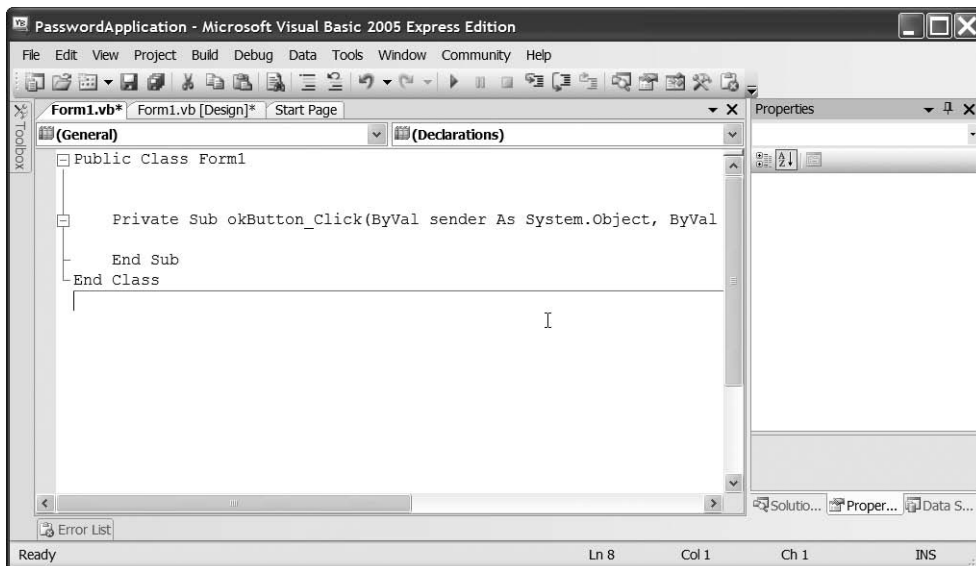 PasswordApplication - Microsoft Visual Basic 2005 Express Edition
File Edit View Project Build Debug Data Tools Window Community Help
Toolbox
Form1.vb* Form1.vb [Design]* Start Page
Properties
(General) (Declarations)
Public Class Form1
Private Sub okButton_Click(ByVal sender As System.Object, ByVal
End Sub
End Class
Solutio... Proper... Data S...
Error List
Ready Ln 8 Col 1 Ch 1 INS